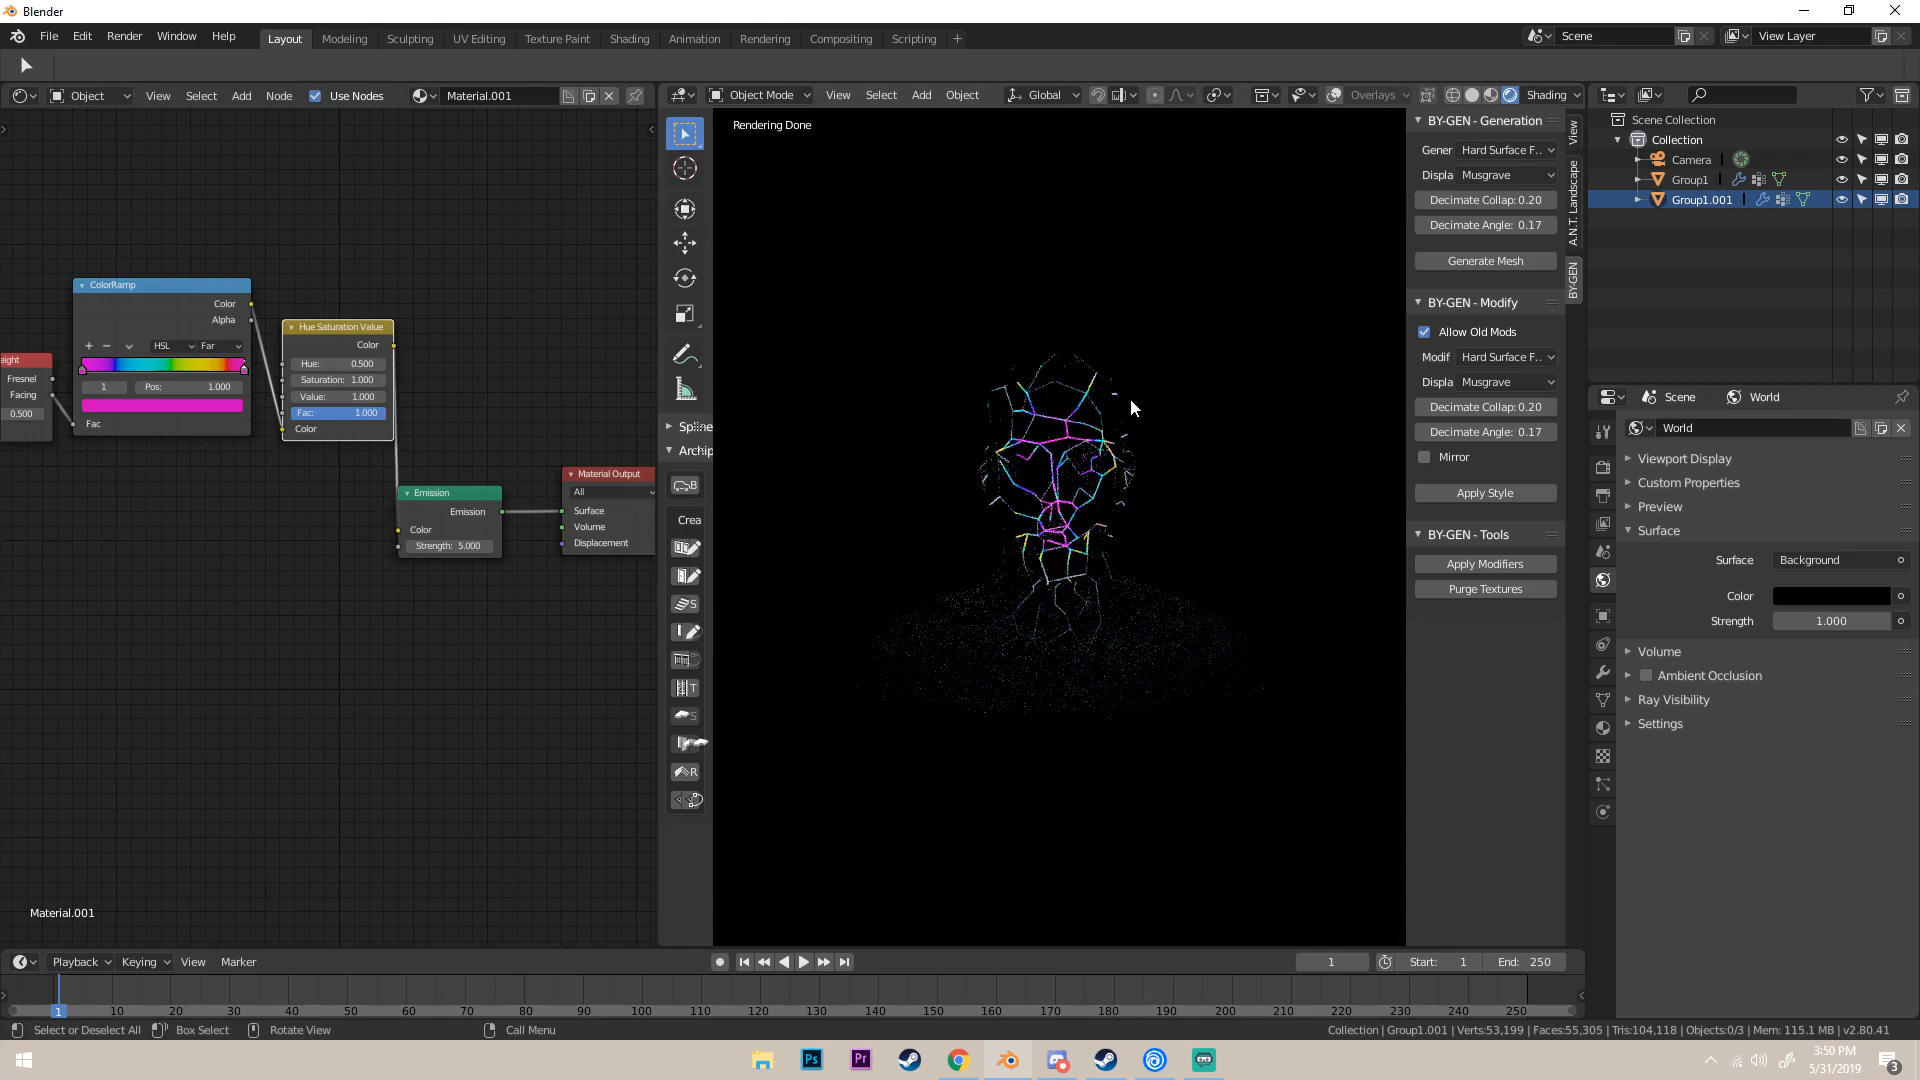 Blender
File Edit Render Window Help Layout Modeling Sculpting UV Editing Texture Paint Shading Animation Rendering Compositing Scripting + Scene View Layer
Object View Select Add Node Use Nodes Material.001
Object Mode View Select Add Object Global Overlays Shading
Rendering Done
ColorRamp
Color
Alpha
HSL Far
1 Pos: 1.000
Fac
eight
Fresnel
Facing
0.500
Hue Saturation Value
Color
Hue: 0.500
Saturation: 1.000
Value: 1.000
Fac: 1.000
Color
Emission
Emission
Color
Strength: 5.000
Material Output
All
Surface
Volume
Displacement
Material.001
Archip
B
Crea
S
T
S
R
BY-GEN - Generation
Gener Hard Surface F..
Displa Musgrave
Decimate Collap: 0.20
Decimate Angle: 0.17
Generate Mesh
BY-GEN - Modify
Allow Old Mods
Modif Hard Surface F..
Displa Musgrave
Decimate Collap: 0.20
Decimate Angle: 0.17
Mirror
Apply Style
BY-GEN - Tools
Apply Modifiers
Purge Textures
View
A.N.T. Landscape
BY-GEN
Scene Collection
Collection
Camera
Group1
Group1.001
Scene World
World
Viewport Display
Custom Properties
Preview
Surface
Surface Background
Color
Strength 1.000
Volume
Ambient Occlusion
Ray Visibility
Settings
Playback Keying View Marker 1 Start: 1 End: 250
1 10 20 30 40 50 60 70 80 90 100 110 120 130 140 150 160 170 180 190 200 210 220 230 240 250
Select or Deselect All Box Select Rotate View Call Menu Collection | Group1.001 | Verts:53,199 | Faces:55,305 | Tris:104,118 | Objects:0/3 | Mem: 115.1 MB | v2.80.41
Ps Pr
3:50 PM
5/31/2019
3